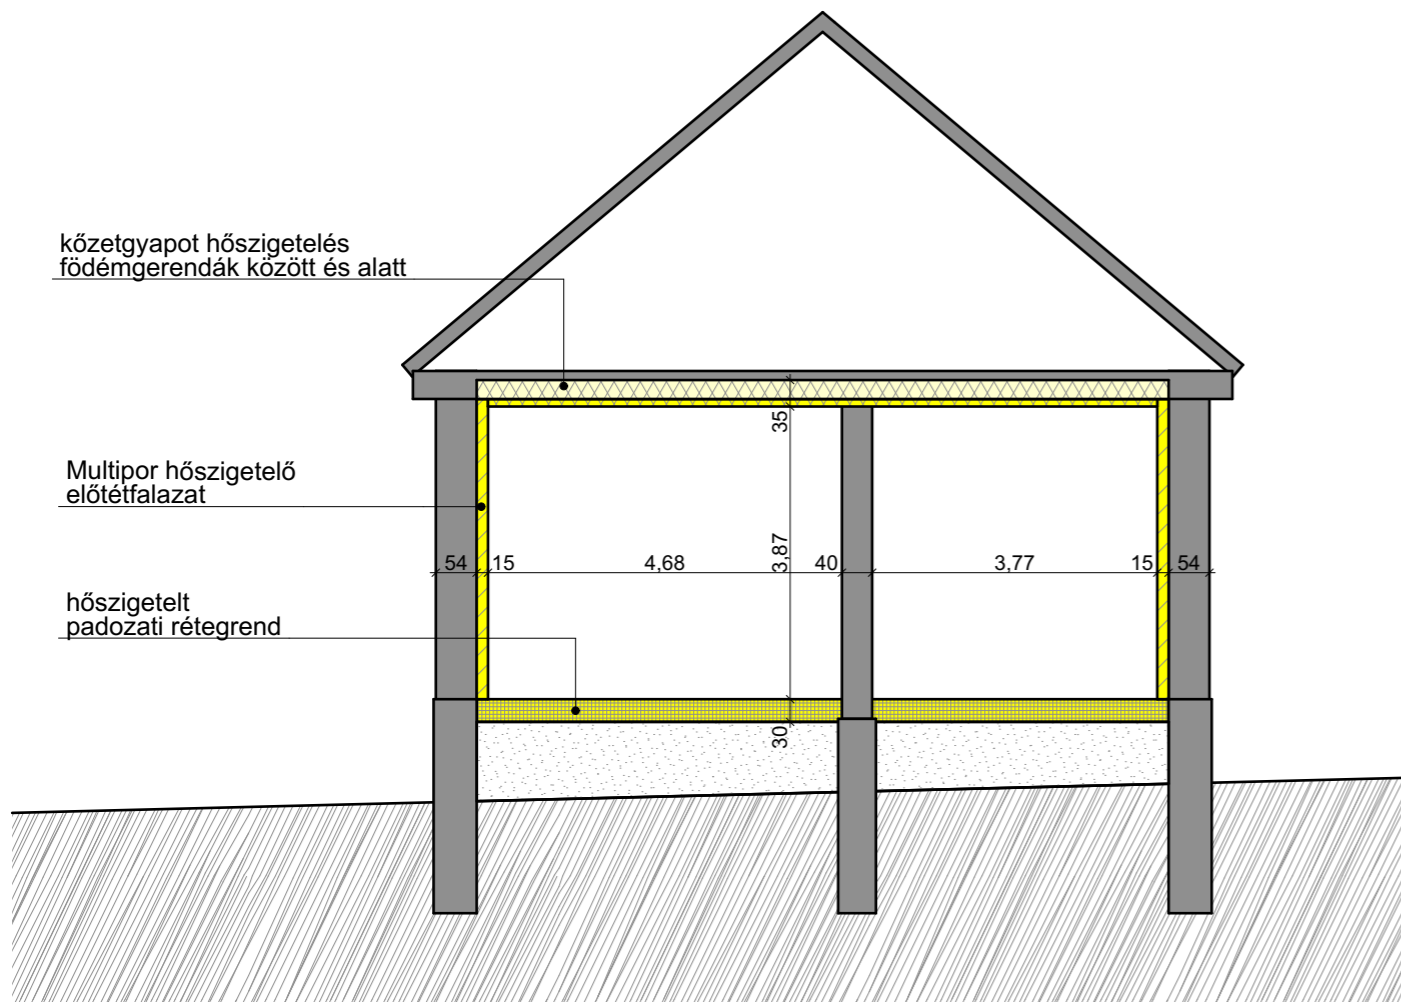 kőzetgyapot hőszigetelés
födémgerendák között és alatt
35
Multipor hőszigetelő
előtétfalazat
3,87
54 15 4,68 40 3,77 15 54
hőszigetelt
padozati rétegrend
30